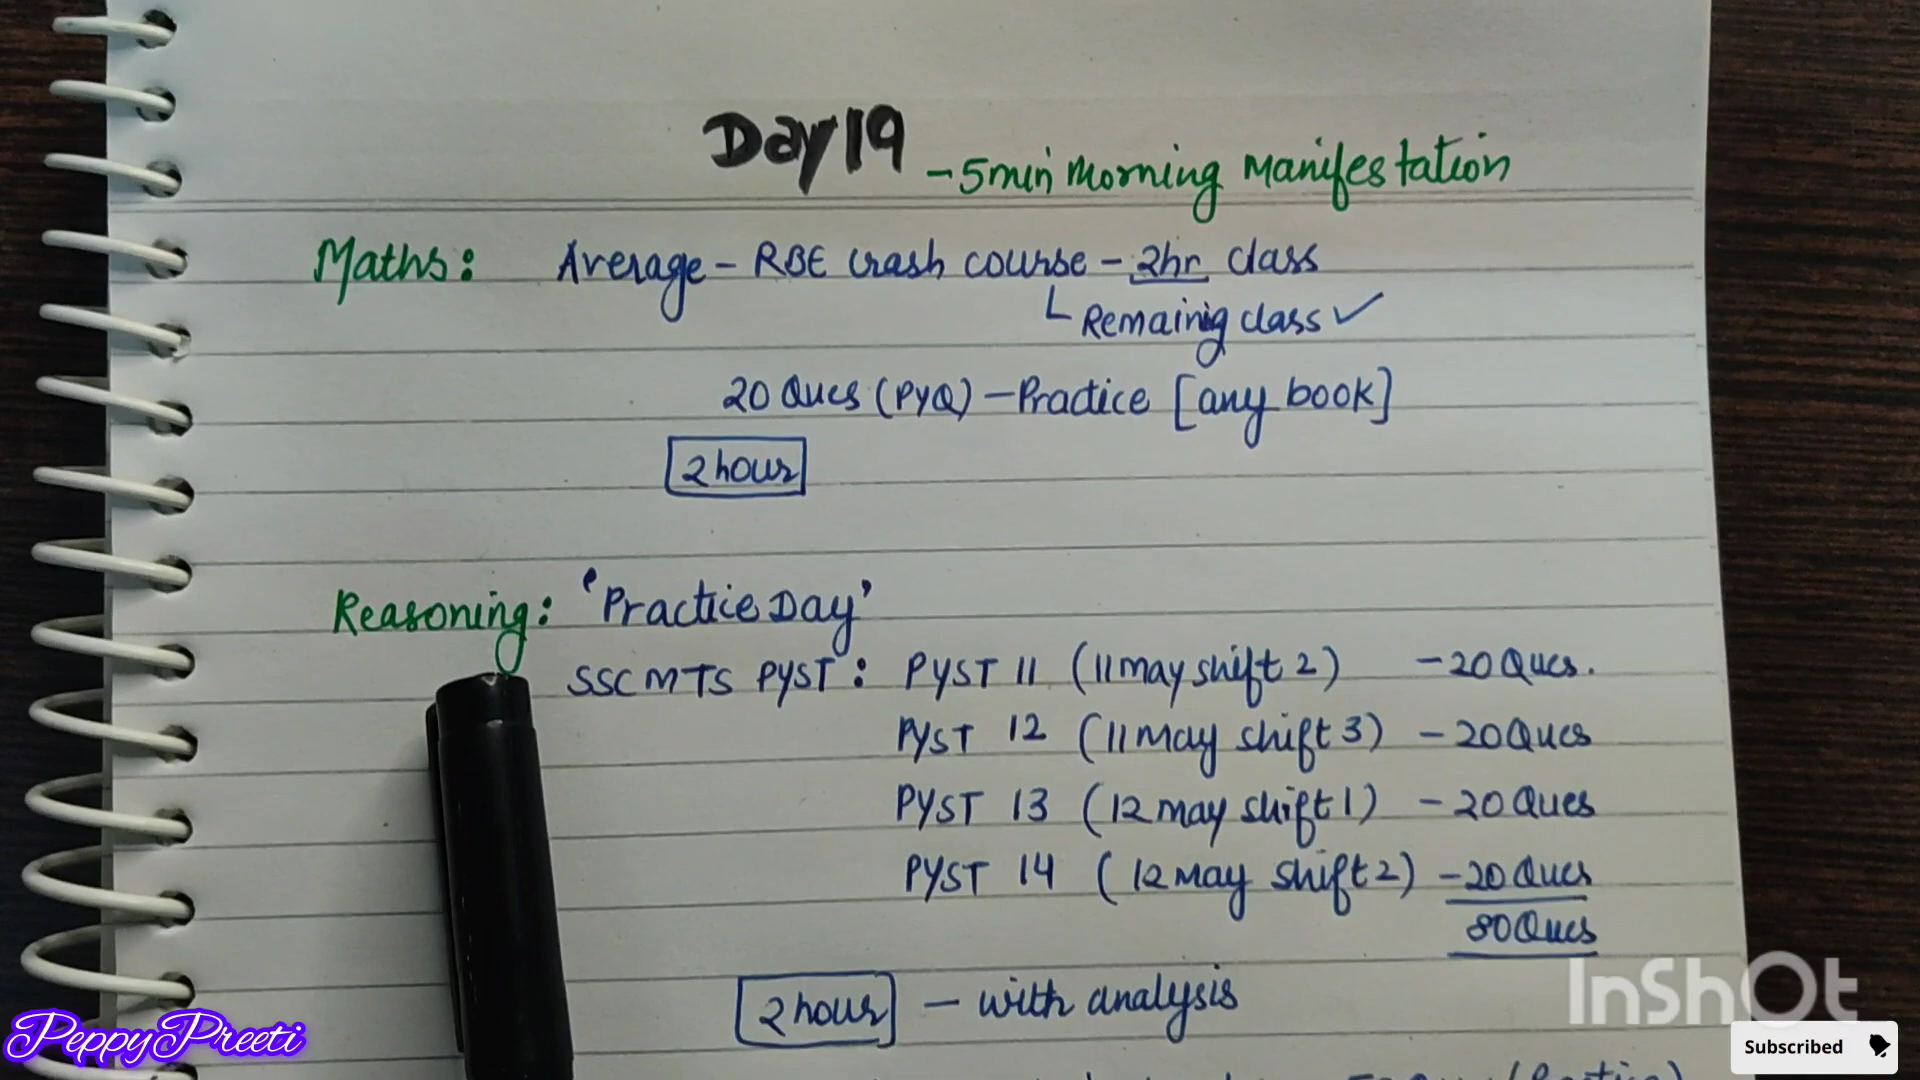 Day 19 - 5min Morning Manifestation
Maths: Average - RBE crash course - 2hr class
Remainig class ✓
20 Ques (PYQ) - Practice [any book]
2 hour
Reasoning: 'Practice Day'
SSC MTS PYST: PYST 11 (11 may shift 2) - 20 Ques.
PYST 12 (11 may shift 3) - 20 Ques
PYST 13 (12 may shift 1) - 20 Ques
PYST 14 (12 may shift 2) - 20 Ques
80 Ques
2 hour - with analysis
InShOt
PeppyPreeti
Subscribed